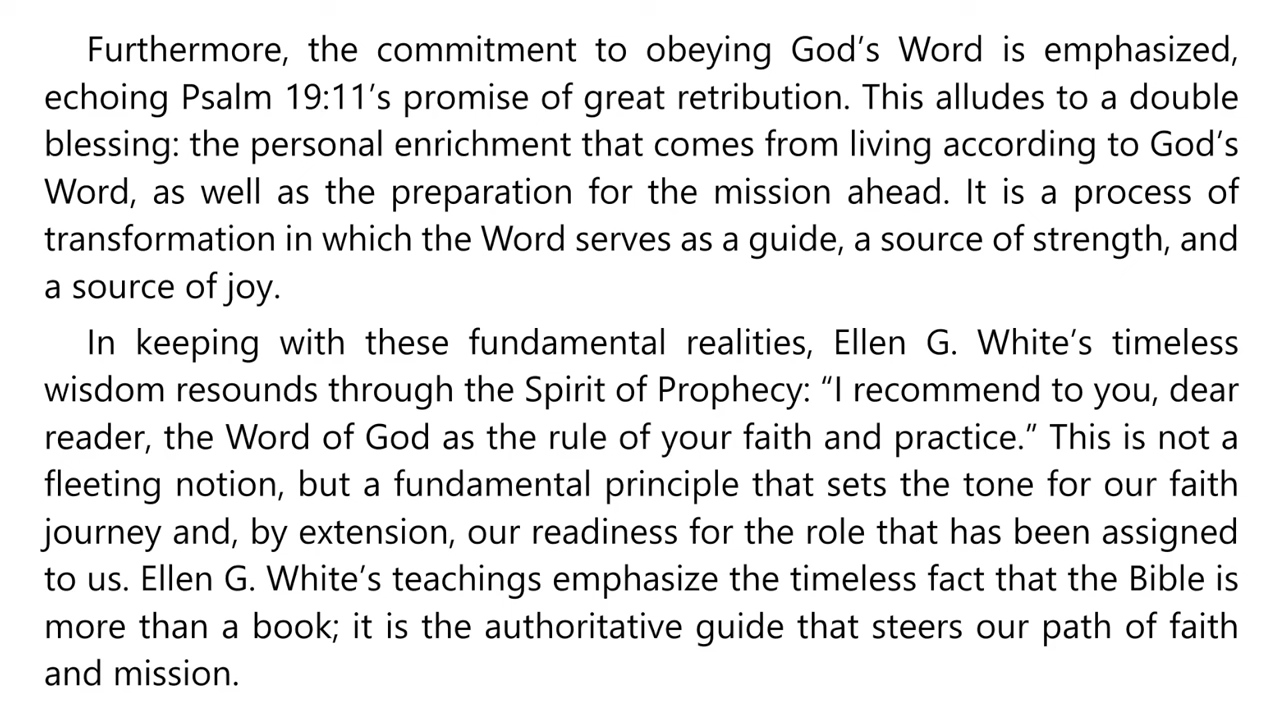 Furthermore, the commitment to obeying God’s Word is emphasized,
echoing Psalm 19:11’s promise of great retribution. This alludes to a double
blessing: the personal enrichment that comes from living according to God’s
Word, as well as the preparation for the mission ahead. It is a process of
transformation in which the Word serves as a guide, a source of strength, and
a source of joy.
In keeping with these fundamental realities, Ellen G. White’s timeless
wisdom resounds through the Spirit of Prophecy: “I recommend to you, dear
reader, the Word of God as the rule of your faith and practice.” This is not a
fleeting notion, but a fundamental principle that sets the tone for our faith
journey and, by extension, our readiness for the role that has been assigned
to us. Ellen G. White’s teachings emphasize the timeless fact that the Bible is
more than a book; it is the authoritative guide that steers our path of faith
and mission.